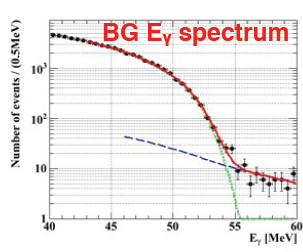 BG Eγ spectrum
Number of events / (0.5MeV)
10³
10²
10
1
40 45 50 55 60
Eγ [MeV]